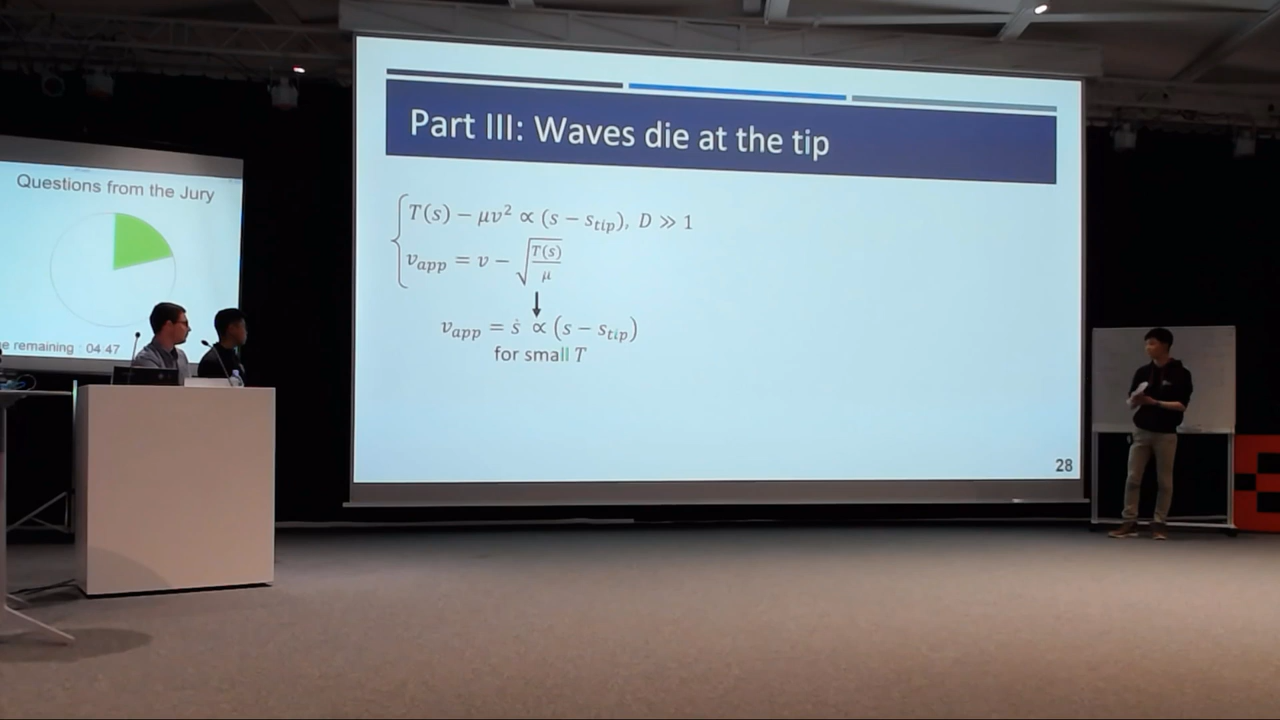 Questions from the Jury
e remaining : 04:47
Part III: Waves die at the tip
T(s) − μv² ∝ (s − s_tip), D ≫ 1
v_app = v − √(T(s)/μ)
v_app = ṡ ∝ (s − s_tip)
for small T
28